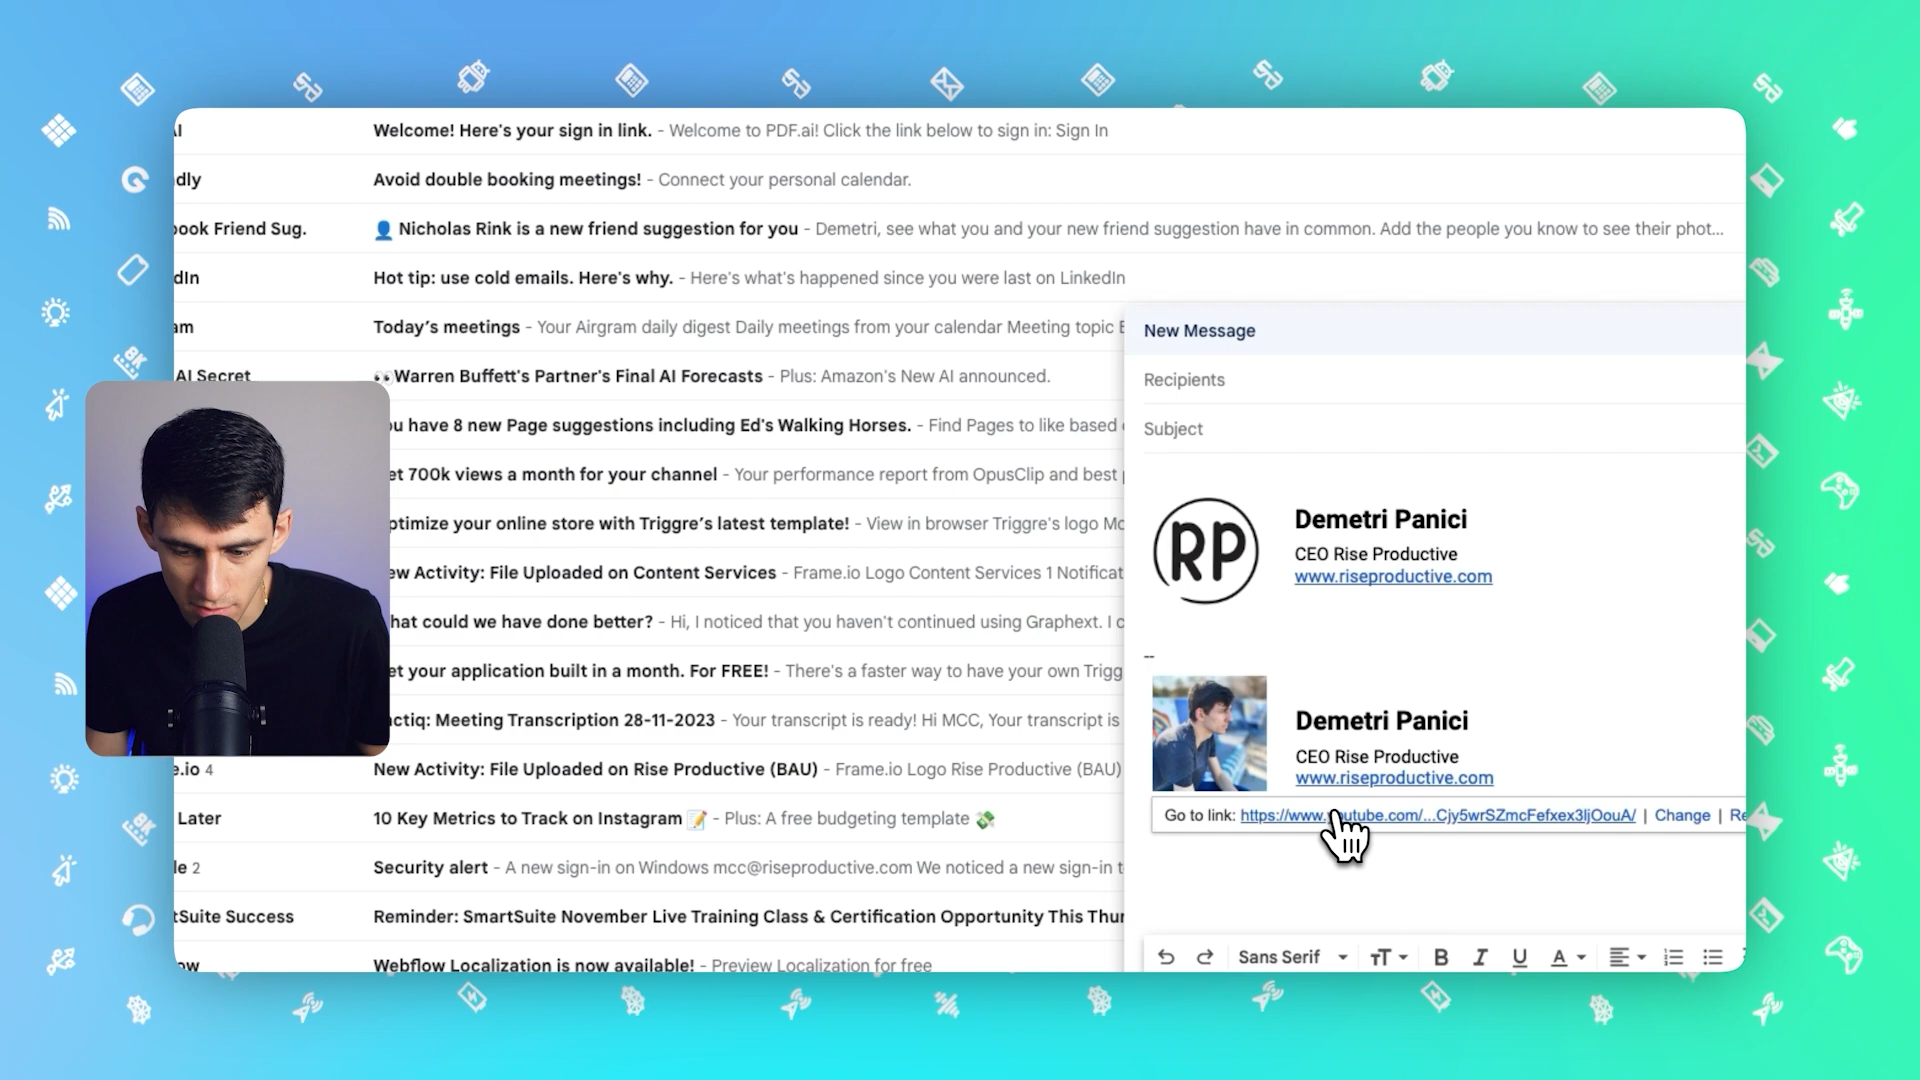 Welcome! Here's your sign in link. - Welcome to PDF.ai! Click the link below to sign in: Sign In
Avoid double booking meetings! - Connect your personal calendar.
ook Friend Sug. 👤 Nicholas Rink is a new friend suggestion for you - Demetri, see what you and your new friend suggestion have in common. Add the people you know to see their phot...
dIn Hot tip: use cold emails. Here's why. - Here's what's happened since you were last on LinkedIn
am Today's meetings - Your Airgram daily digest Daily meetings from your calendar Meeting topic
AI Secret 👀Warren Buffett's Partner's Final AI Forecasts - Plus: Amazon's New AI announced.
u have 8 new Page suggestions including Ed's Walking Horses. - Find Pages to like based
et 700k views a month for your channel - Your performance report from OpusClip and best
ptimize your online store with Triggre's latest template! - View in browser Triggre's logo Mo
ew Activity: File Uploaded on Content Services - Frame.io Logo Content Services 1 Notificat
hat could we have done better? - Hi, I noticed that you haven't continued using Graphext. I c
et your application built in a month. For FREE! - There's a faster way to have your own Trigg
actiq: Meeting Transcription 28-11-2023 - Your transcript is ready! Hi MCC, Your transcript is
e.io 4 New Activity: File Uploaded on Rise Productive (BAU) - Frame.io Logo Rise Productive (BAU)
Later 10 Key Metrics to Track on Instagram 📝 - Plus: A free budgeting template 💸
le 2 Security alert - A new sign-in on Windows mcc@riseproductive.com We noticed a new sign-in t
tSuite Success Reminder: SmartSuite November Live Training Class & Certification Opportunity This Thur
ow Webflow Localization is now available! - Preview Localization for free
New Message
Recipients
Subject
RP
Demetri Panici
CEO Rise Productive
www.riseproductive.com
--
Demetri Panici
CEO Rise Productive
www.riseproductive.com
Go to link: https://www.youtube.com/...Cjy5wrSZmcFefxex3ljOouA/ | Change | Re
Sans Serif
B I U A
8K
8K
8K